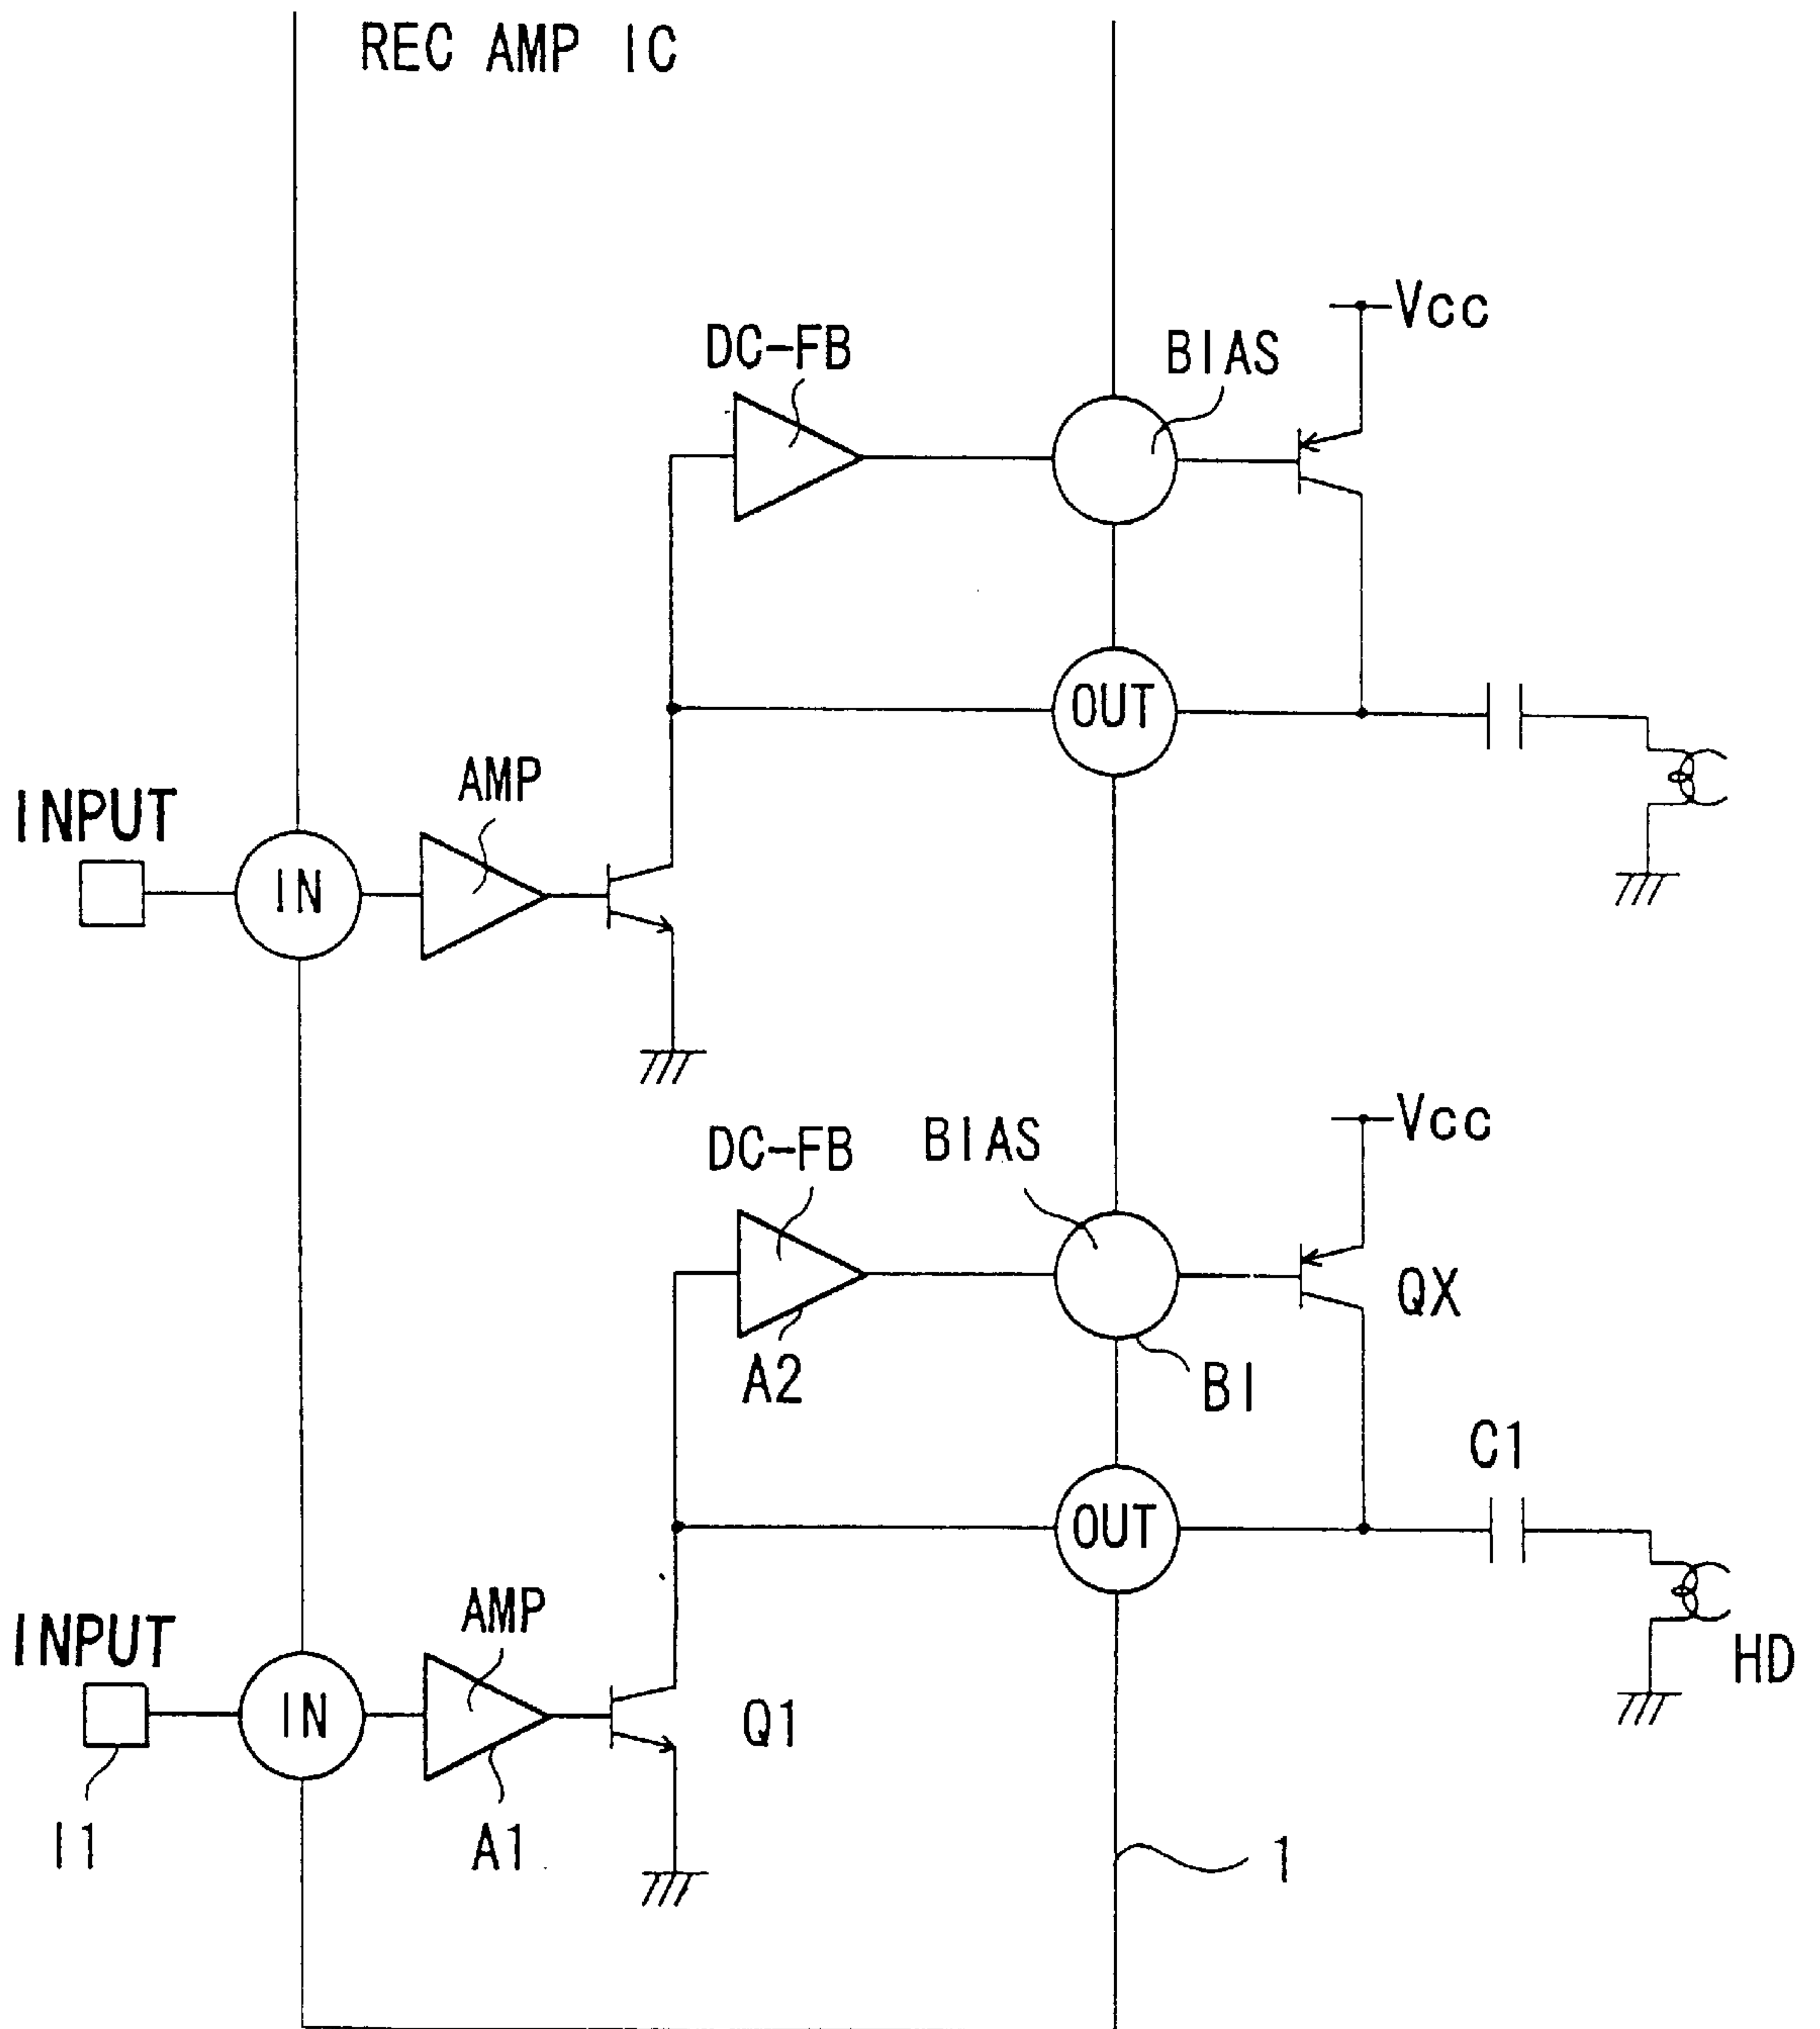 REC AMP IC
Vcc
DC-FB
BIAS
OUT
AMP
INPUT
IN
Vcc
DC-FB
BIAS
QX
A2
BI
C1
OUT
AMP
INPUT
HD
IN
Q1
I1
A1
1